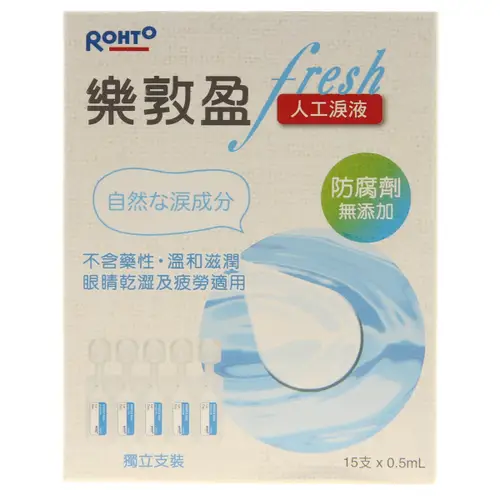 ROHTO
樂敦盈
fresh
人工淚液
防腐劑
無添加
自然な涙成分
不含藥性・溫和滋潤
眼睛乾澀及疲勞適用
獨立支裝
15支 x 0.5mL